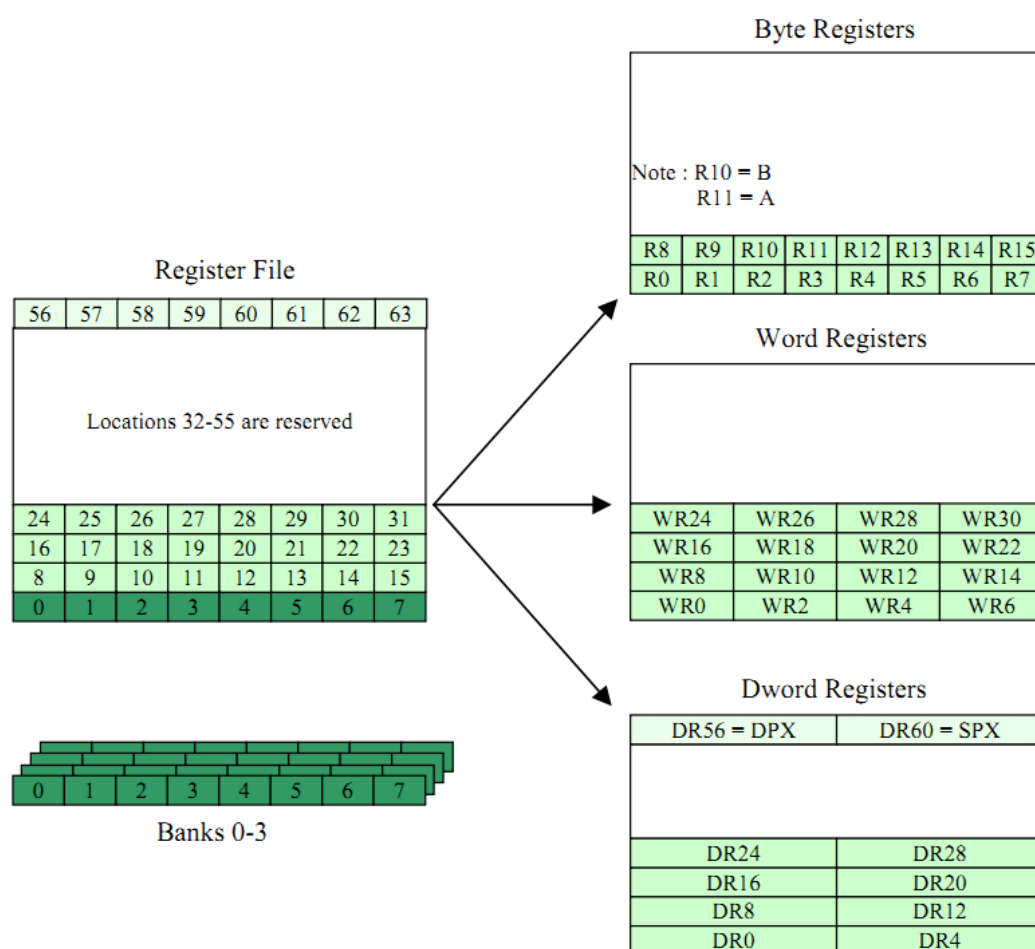 Byte Registers
Note : R10 = B
R11 = A
R8 R9 R10 R11 R12 R13 R14 R15
R0 R1 R2 R3 R4 R5 R6 R7
Register File
56 57 58 59 60 61 62 63
Locations 32-55 are reserved
24 25 26 27 28 29 30 31
16 17 18 19 20 21 22 23
8 9 10 11 12 13 14 15
0 1 2 3 4 5 6 7
Word Registers
WR24 WR26 WR28 WR30
WR16 WR18 WR20 WR22
WR8 WR10 WR12 WR14
WR0 WR2 WR4 WR6
0 1 2 3 4 5 6 7
Banks 0-3
Dword Registers
DR56 = DPX DR60 = SPX
DR24 DR28
DR16 DR20
DR8 DR12
DR0 DR4